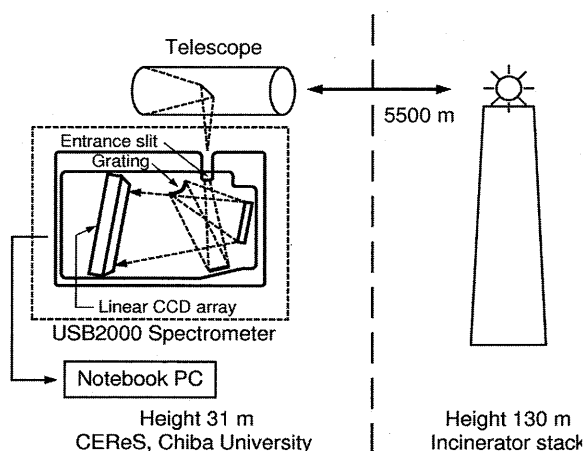 Telescope
5500 m
Entrance slit
Grating
Linear CCD array
USB2000 Spectrometer
Notebook PC
Height 31 m
CEReS, Chiba University
Height 130 m
Incinerator stack